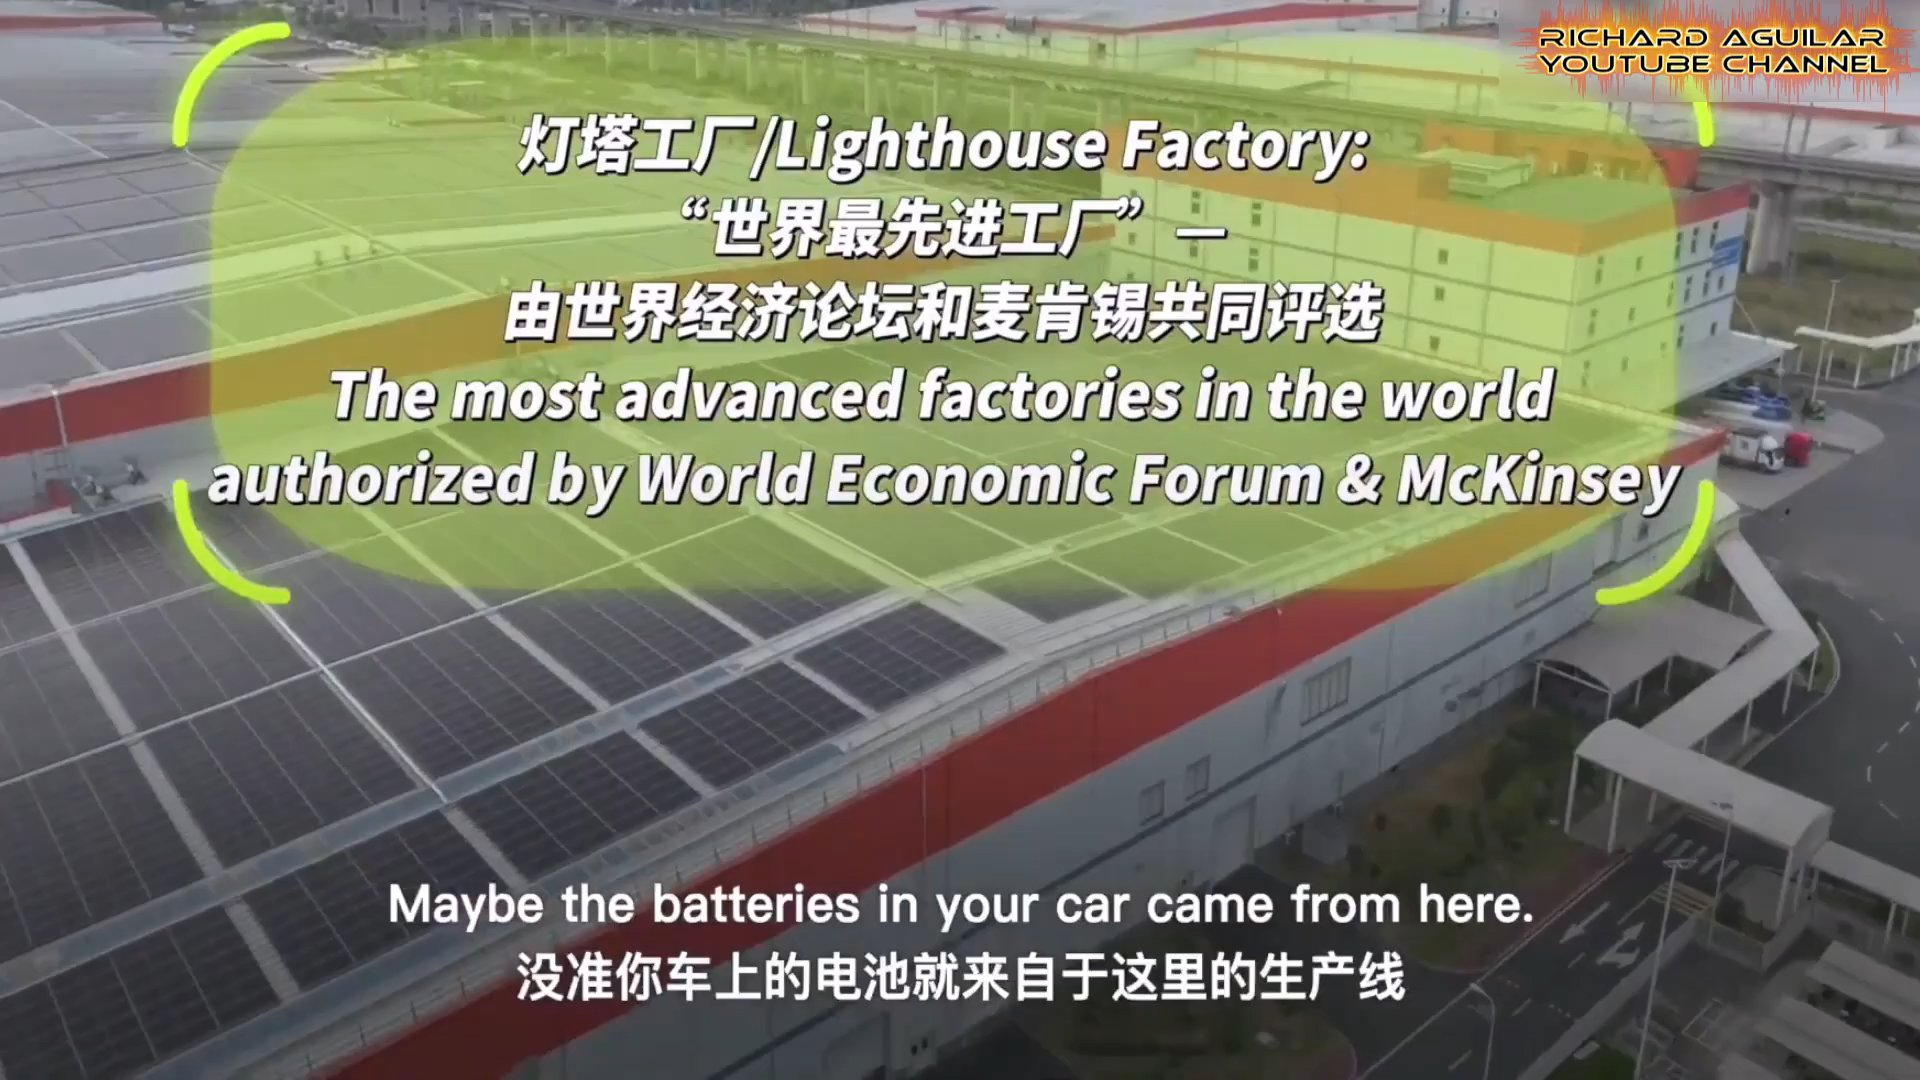 RICHARD AGUILAR
YOUTUBE CHANNEL
灯塔工厂/Lighthouse Factory:
“世界最先进工厂” —
由世界经济论坛和麦肯锡共同评选
The most advanced factories in the world
authorized by World Economic Forum & McKinsey
Maybe the batteries in your car came from here.
没准你车上的电池就来自于这里的生产线